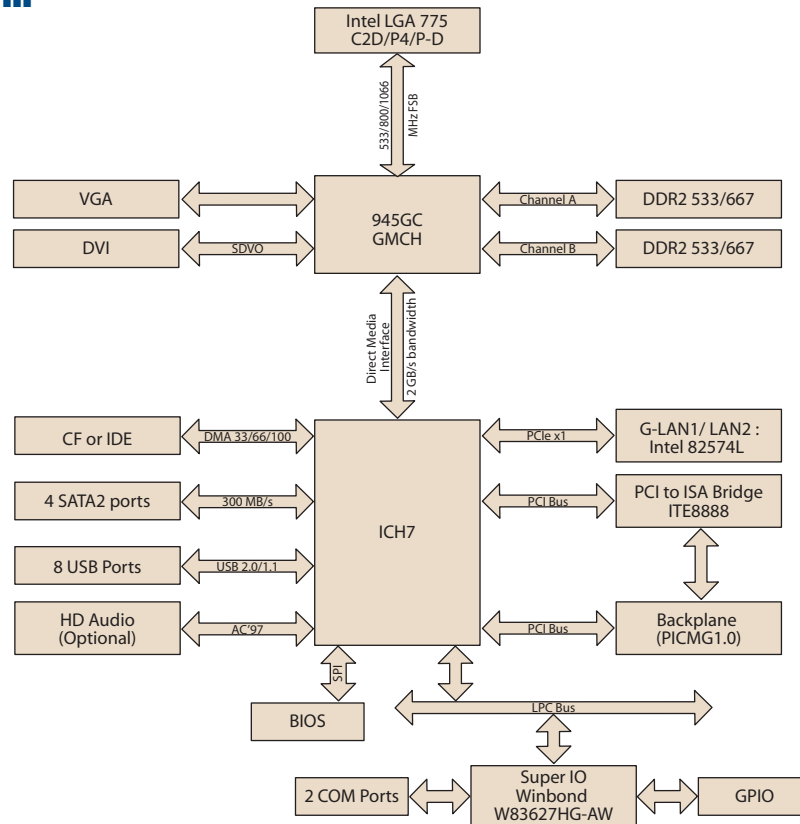 Intel LGA 775
C2D/P4/P-D
533/800/1066
MHz FSB
VGA
945GC
GMCH
Channel A
DDR2 533/667
DVI
SDVO
Channel B
DDR2 533/667
Direct Media
Interface
2 GB/s bandwidth
CF or IDE
DMA 33/66/100
ICH7
PCIe x1
G-LAN1/ LAN2 :
Intel 82574L
4 SATA2 ports
300 MB/s
PCI Bus
PCI to ISA Bridge
ITE8888
8 USB Ports
USB 2.0/1.1
HD Audio
(Optional)
AC'97
PCI Bus
Backplane
(PICMG1.0)
SPI
BIOS
LPC Bus
2 COM Ports
Super IO
Winbond
W83627HG-AW
GPIO